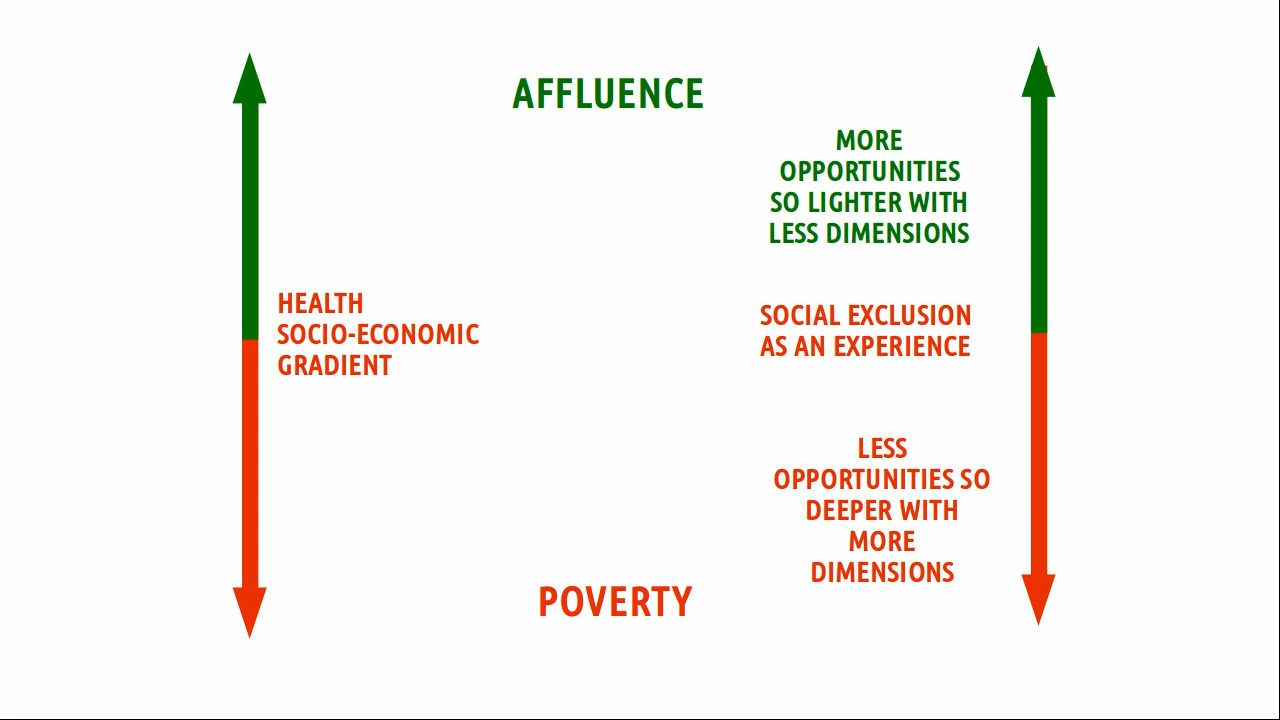 AFFLUENCE
MORE
OPPORTUNITIES
SO LIGHTER WITH
LESS DIMENSIONS
HEALTH
SOCIO-ECONOMIC
GRADIENT
SOCIAL EXCLUSION
AS AN EXPERIENCE
LESS
OPPORTUNITIES SO
DEEPER WITH
MORE
DIMENSIONS
POVERTY